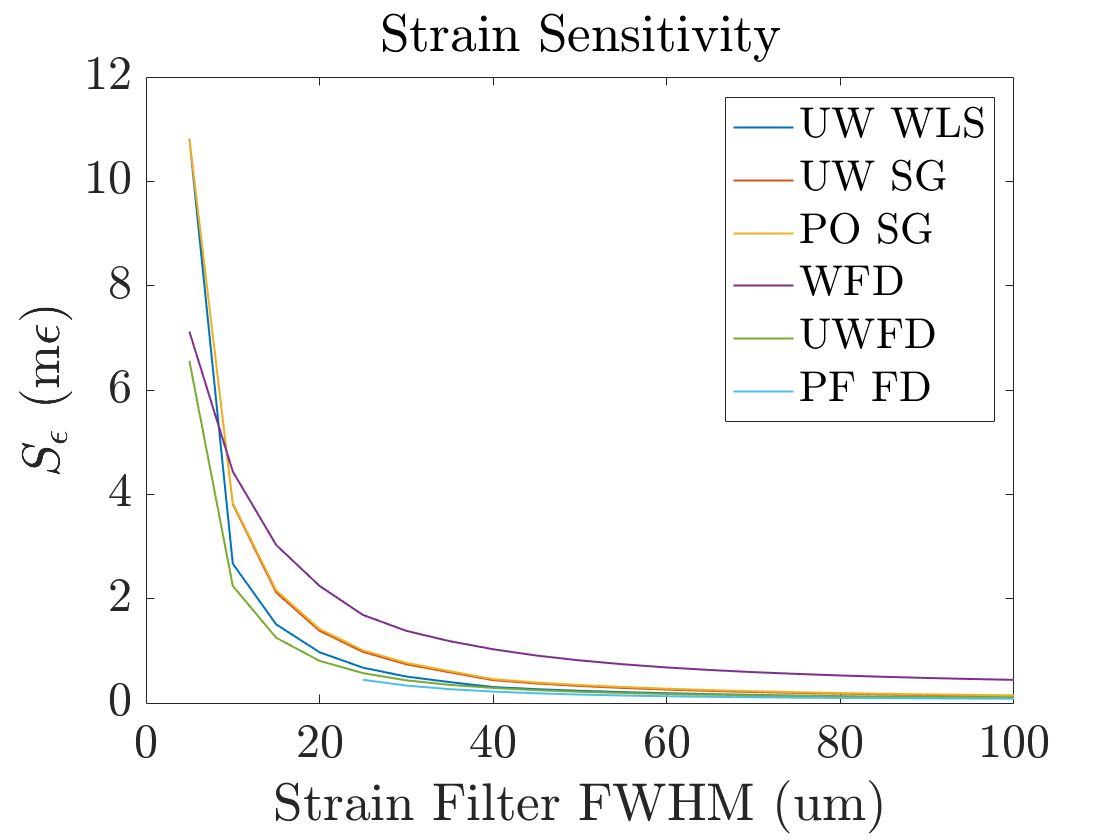 Strain Sensitivity
12
10
8
6
4
2
0
S_ϵ (mϵ)
UW WLS
UW SG
PO SG
WFD
UWFD
PF FD
0 20 40 60 80 100
Strain Filter FWHM (um)